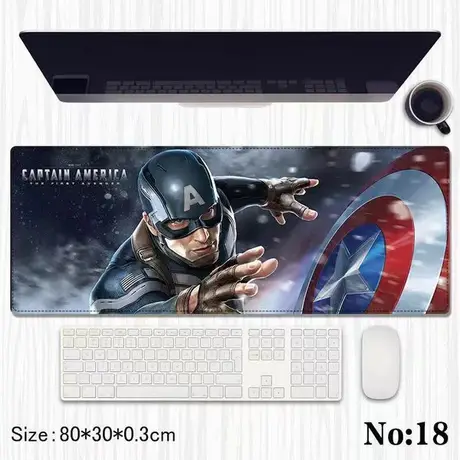 CAPTAIN AMERICA
THE FIRST AVENGER
A
Size：80*30*0.3cm
No:18